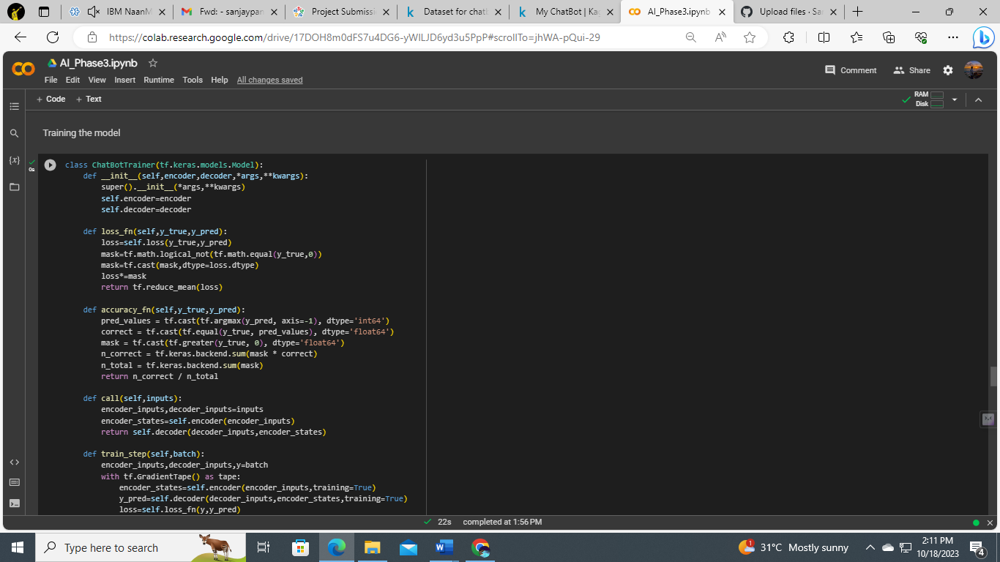 IBM NaanM
Fwd: - sanjaypan
Project Submissi
Dataset for chatl
My ChatBot | Kag
AI_Phase3.ipynb
Upload files · Sar
https://colab.research.google.com/drive/17DOH8m0dFS7u4DG6-yWILJD6yd3u5PpP#scrollTo=jhWA-pQui-29
AI_Phase3.ipynb
Comment
Share
File Edit View Insert Runtime Tools Help All changes saved
+ Code + Text
RAM
Disk
Training the model
{x}
0s
class ChatBotTrainer(tf.keras.models.Model):
def __init__(self,encoder,decoder,*args,**kwargs):
super().__init__(*args,**kwargs)
self.encoder=encoder
self.decoder=decoder
def loss_fn(self,y_true,y_pred):
loss=self.loss(y_true,y_pred)
mask=tf.math.logical_not(tf.math.equal(y_true,0))
mask=tf.cast(mask,dtype=loss.dtype)
loss*=mask
return tf.reduce_mean(loss)
def accuracy_fn(self,y_true,y_pred):
pred_values = tf.cast(tf.argmax(y_pred, axis=-1), dtype='int64')
correct = tf.cast(tf.equal(y_true, pred_values), dtype='float64')
mask = tf.cast(tf.greater(y_true, 0), dtype='float64')
n_correct = tf.keras.backend.sum(mask * correct)
n_total = tf.keras.backend.sum(mask)
return n_correct / n_total
def call(self,inputs):
encoder_inputs,decoder_inputs=inputs
encoder_states=self.encoder(encoder_inputs)
return self.decoder(decoder_inputs,encoder_states)
def train_step(self,batch):
encoder_inputs,decoder_inputs,y=batch
with tf.GradientTape() as tape:
encoder_states=self.encoder(encoder_inputs,training=True)
y_pred=self.decoder(decoder_inputs,encoder_states,training=True)
loss=self.loss_fn(y,y_pred)
22s completed at 1:56 PM
Type here to search
1
31°C Mostly sunny
2:11 PM
10/18/2023
4